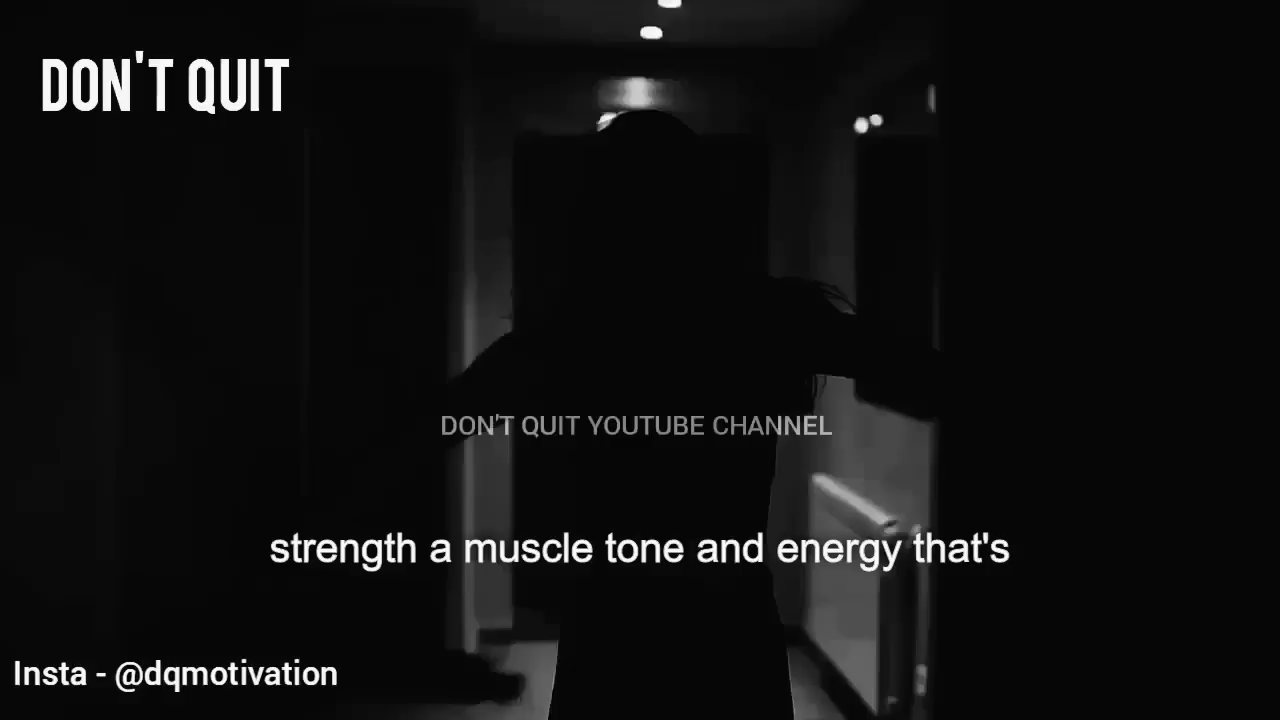 DON'T QUIT
DON'T QUIT YOUTUBE CHANNEL
strength a muscle tone and energy that's
Insta - @dqmotivation